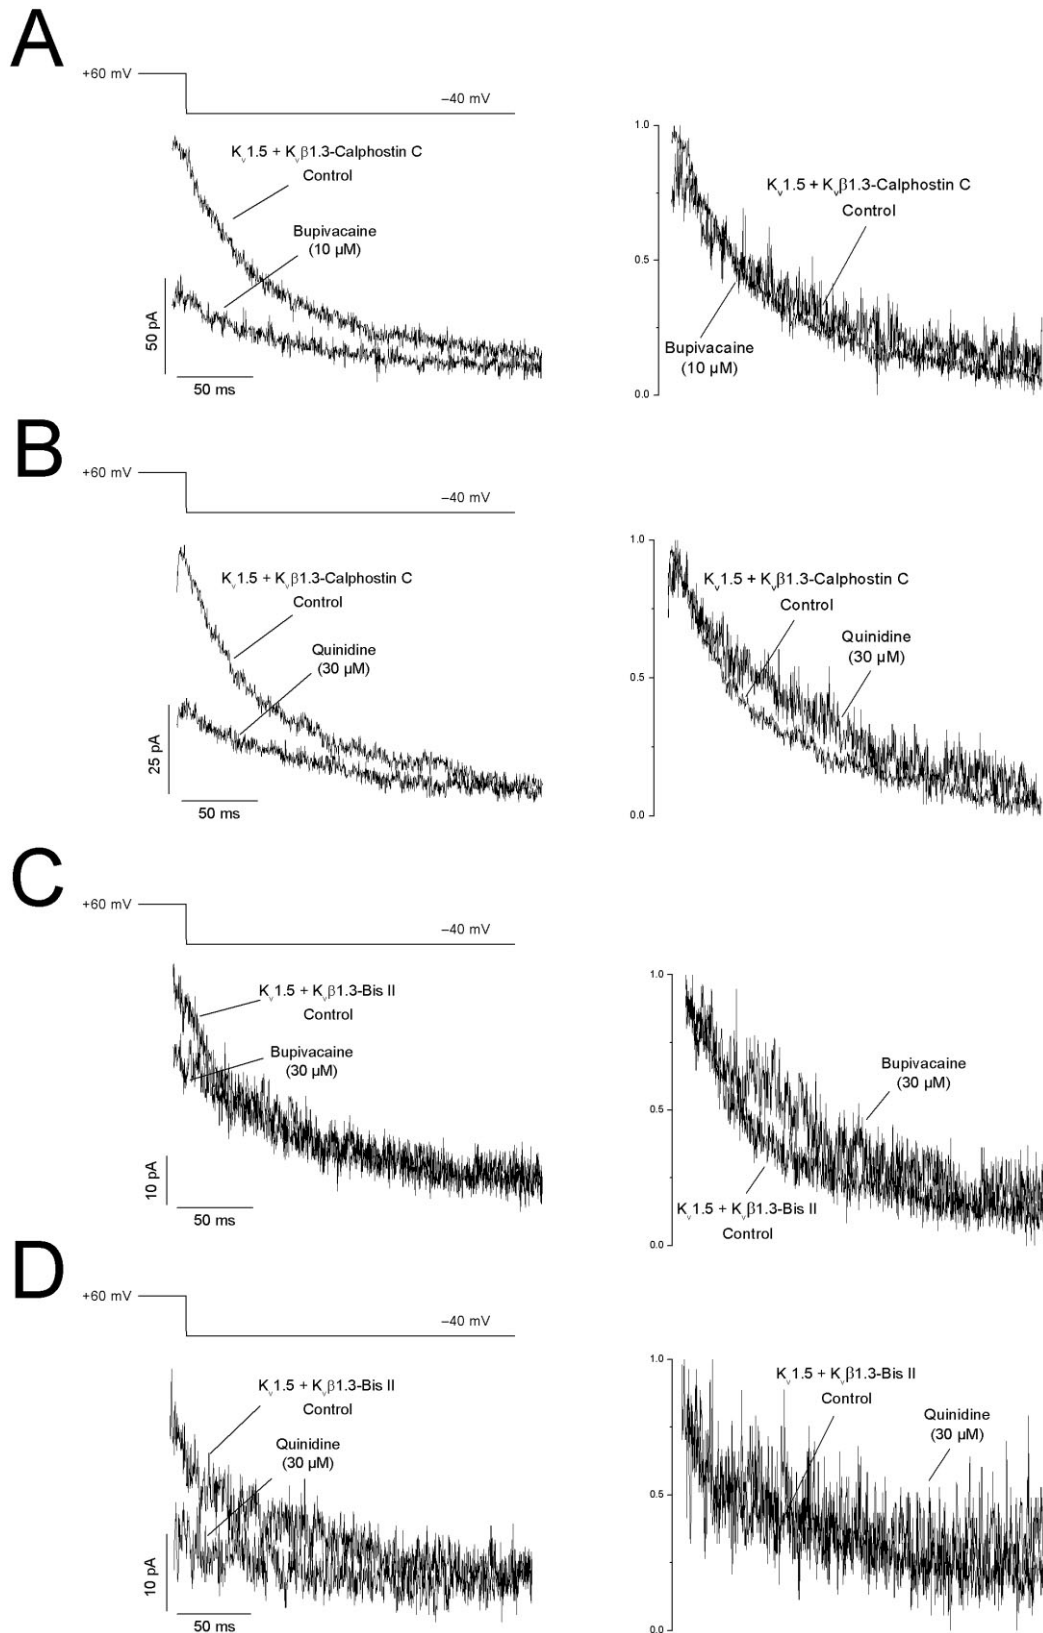 A
+60 mV
–40 mV
Kv1.5 + Kvβ1.3-Calphostin C
Control
Bupivacaine
(10 µM)
50 pA
50 ms
1.0
0.5
0.0
Kv1.5 + Kvβ1.3-Calphostin C
Control
Bupivacaine
(10 µM)
B
+60 mV
–40 mV
Kv1.5 + Kvβ1.3-Calphostin C
Control
Quinidine
(30 µM)
25 pA
50 ms
1.0
0.5
0.0
Kv1.5 + Kvβ1.3-Calphostin C
Control
Quinidine
(30 µM)
C
+60 mV
–40 mV
Kv1.5 + Kvβ1.3-Bis II
Control
Bupivacaine
(30 µM)
10 pA
50 ms
1.0
0.5
0.0
Bupivacaine
(30 µM)
Kv1.5 + Kvβ1.3-Bis II
Control
D
+60 mV
–40 mV
Kv1.5 + Kvβ1.3-Bis II
Control
Quinidine
(30 µM)
10 pA
50 ms
1.0
0.5
0.0
Kv1.5 + Kvβ1.3-Bis II
Control
Quinidine
(30 µM)